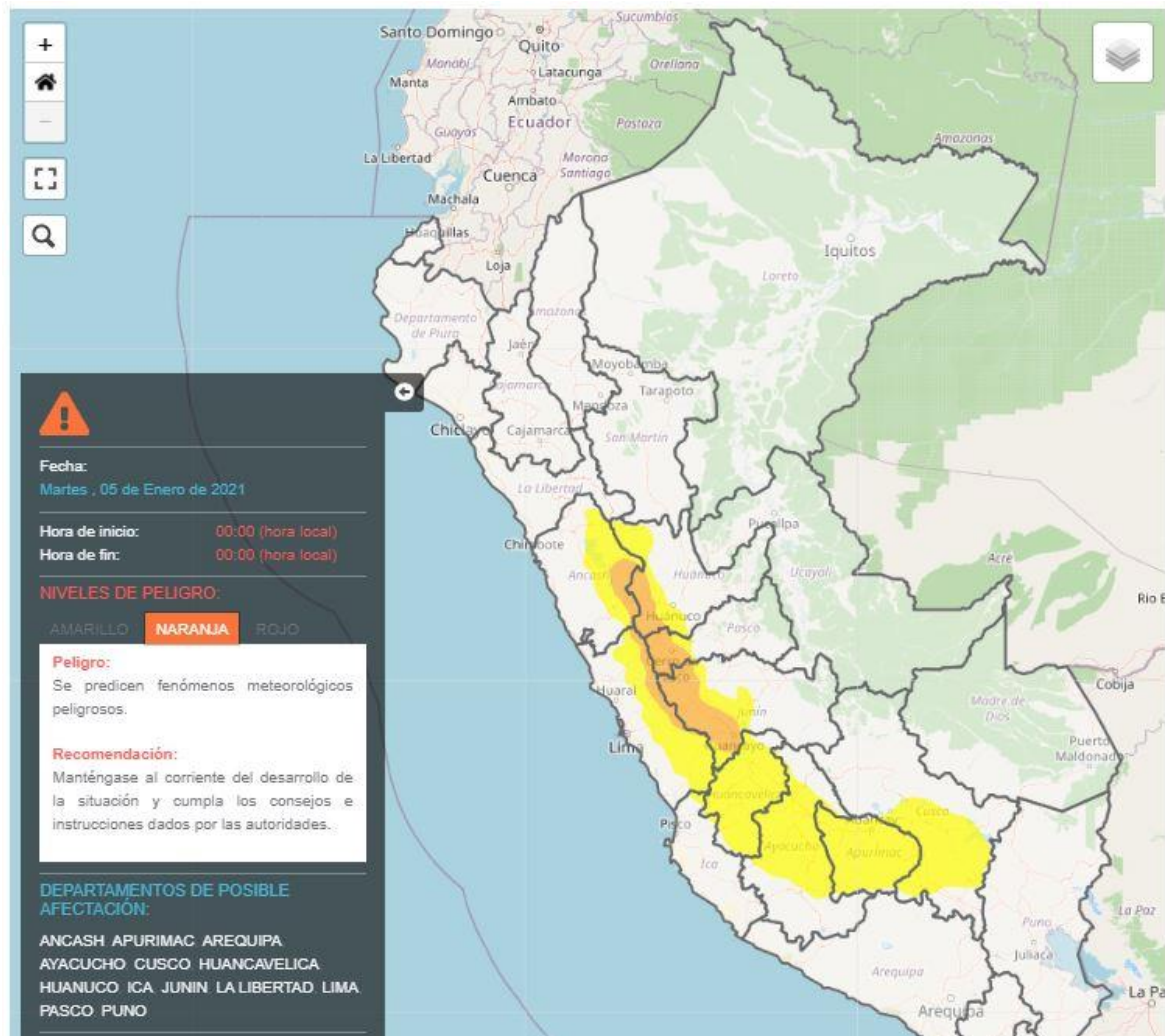 +
−
Santo Domingo
Sucumbios
Quito
Manabí
Latacunga
Orellana
Manta
Ambato
Ecuador
Guayas
Pastaza
Amazonas
La Libertad
Morona
Santiago
Cuenca
Machala
Huaquillas
Loja
Iquitos
Loreto
Departamento
de Piura
Amazonas
Jaén
Moyobamba
Cajamarca
Tarapoto
Mendoza
Chiclayo
Cajamarca
San Martín
La Libertad
Pucallpa
Chimbote
Ancash
Huánuco
Ucayali
Acre
Huánuco
Pasco
Rio B
Huaral
Junín
Madre de
Dios
Cobija
Lima
Huancayo
Puerto
Maldonado
Huancavelica
Cusco
Pisco
Ayacucho
Apurímac
Ica
Puno
La Paz
Juliaca
Arequipa
La Pa
Arequipa
Fecha:
Martes , 05 de Enero de 2021
Hora de inicio: 00:00 (hora local)
Hora de fin: 00:00 (hora local)
NIVELES DE PELIGRO:
AMARILLO NARANJA ROJO
Peligro:
Se predicen fenómenos meteorológicos
peligrosos.
Recomendación:
Manténgase al corriente del desarrollo de
la situación y cumpla los consejos e
instrucciones dados por las autoridades.
DEPARTAMENTOS DE POSIBLE
AFECTACIÓN:
ANCASH APURIMAC AREQUIPA
AYACUCHO CUSCO HUANCAVELICA
HUANUCO ICA JUNIN LA LIBERTAD LIMA
PASCO PUNO